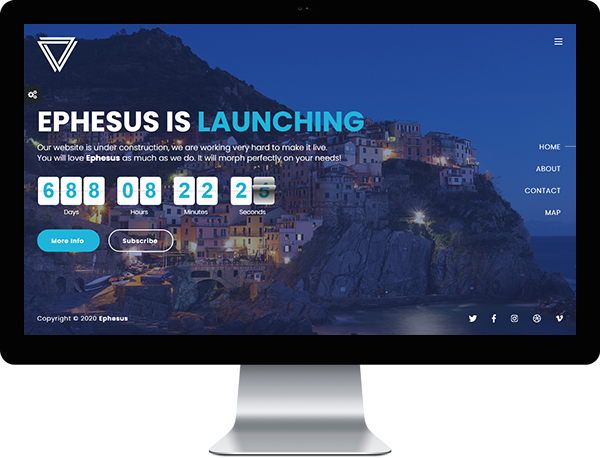 EPHESUS IS LAUNCHING
Our website is under construction, we are working very hard to make it live.
You will love Ephesus as much as we do. It will morph perfectly on your needs!
688 08 22 2
Days Hours Minutes Seconds
More Info Subscribe
HOME
ABOUT
CONTACT
MAP
Copyright © 2020 Ephesus